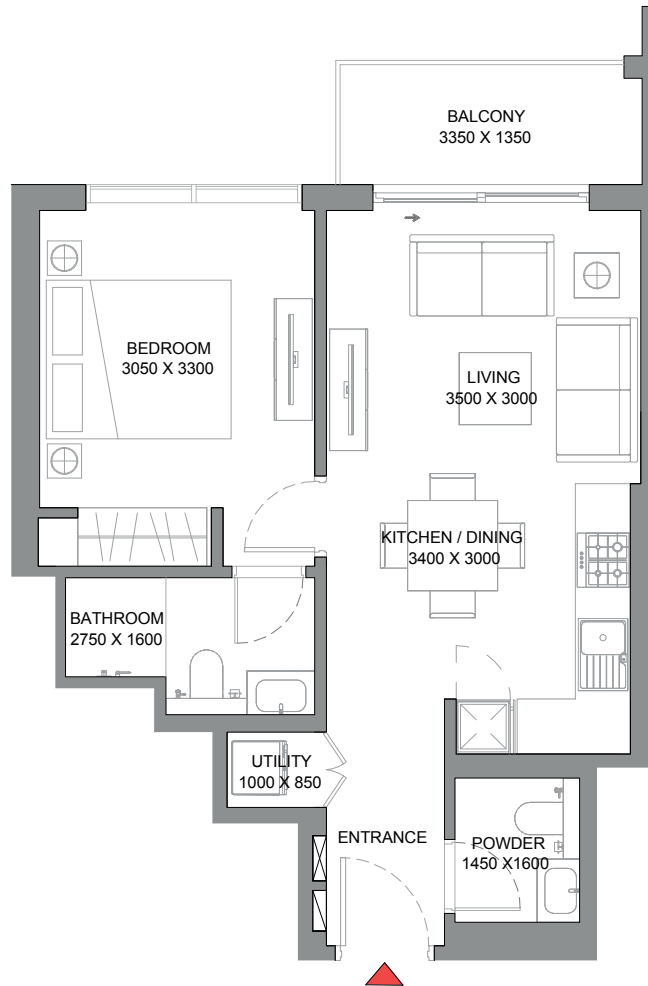 BALCONY
3350 X 1350
BEDROOM
3050 X 3300
LIVING
3500 X 3000
KITCHEN / DINING
3400 X 3000
BATHROOM
2750 X 1600
UTILITY
1000 X 850
ENTRANCE
POWDER
1450 X1600